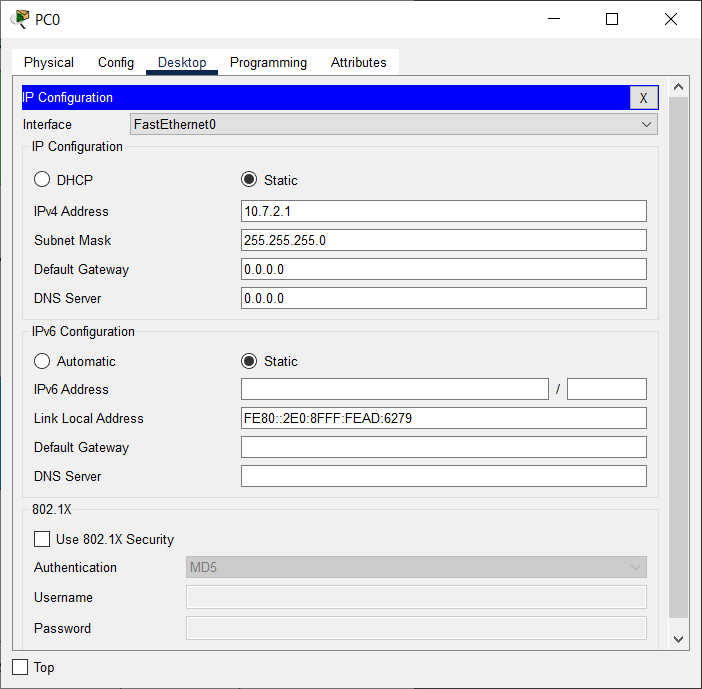 PC0
Physical Config Desktop Programming Attributes
IP Configuration X
Interface FastEthernet0
IP Configuration
DHCP Static
IPv4 Address 10.7.2.1
Subnet Mask 255.255.255.0
Default Gateway 0.0.0.0
DNS Server 0.0.0.0
IPv6 Configuration
Automatic Static
IPv6 Address /
Link Local Address FE80::2E0:8FFF:FEAD:6279
Default Gateway
DNS Server
802.1X
Use 802.1X Security
Authentication MD5
Username
Password
Top